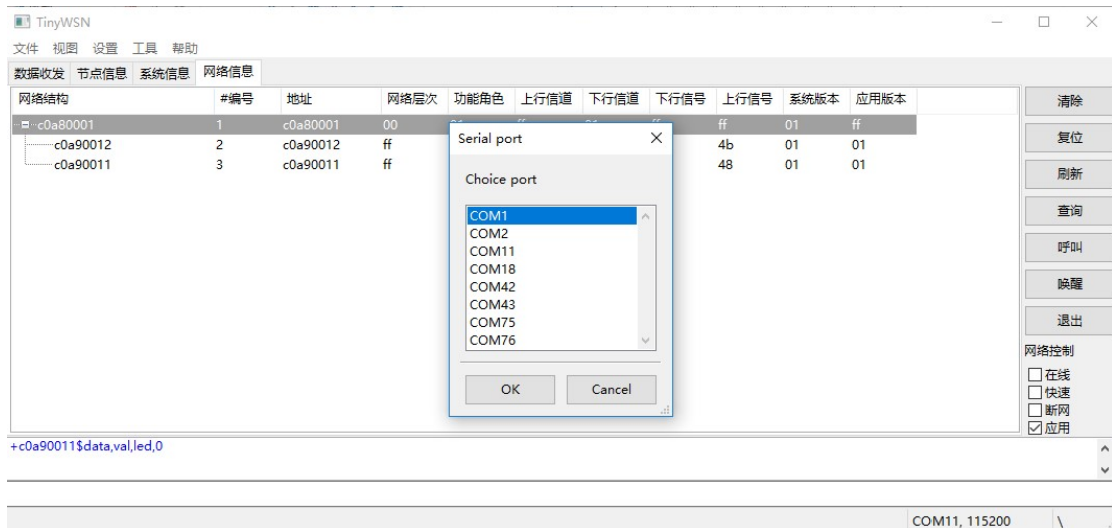 TinyWSN
文件 视图 设置 工具 帮助
数据收发 节点信息 系统信息 网络信息
网络结构 #编号 地址 网络层次 功能角色 上行信道 下行信道 下行信号 上行信号 系统版本 应用版本
c0a80001 1 c0a80001 00 ff 01 ff
c0a90012 2 c0a90012 ff 4b 01 01
c0a90011 3 c0a90011 ff 48 01 01
Serial port
Choice port
COM1
COM2
COM11
COM18
COM42
COM43
COM75
COM76
OK Cancel
清除
复位
刷新
查询
呼叫
唤醒
退出
网络控制
在线
快速
断网
应用
+c0a90011$data,val,led,0
COM11, 115200 \